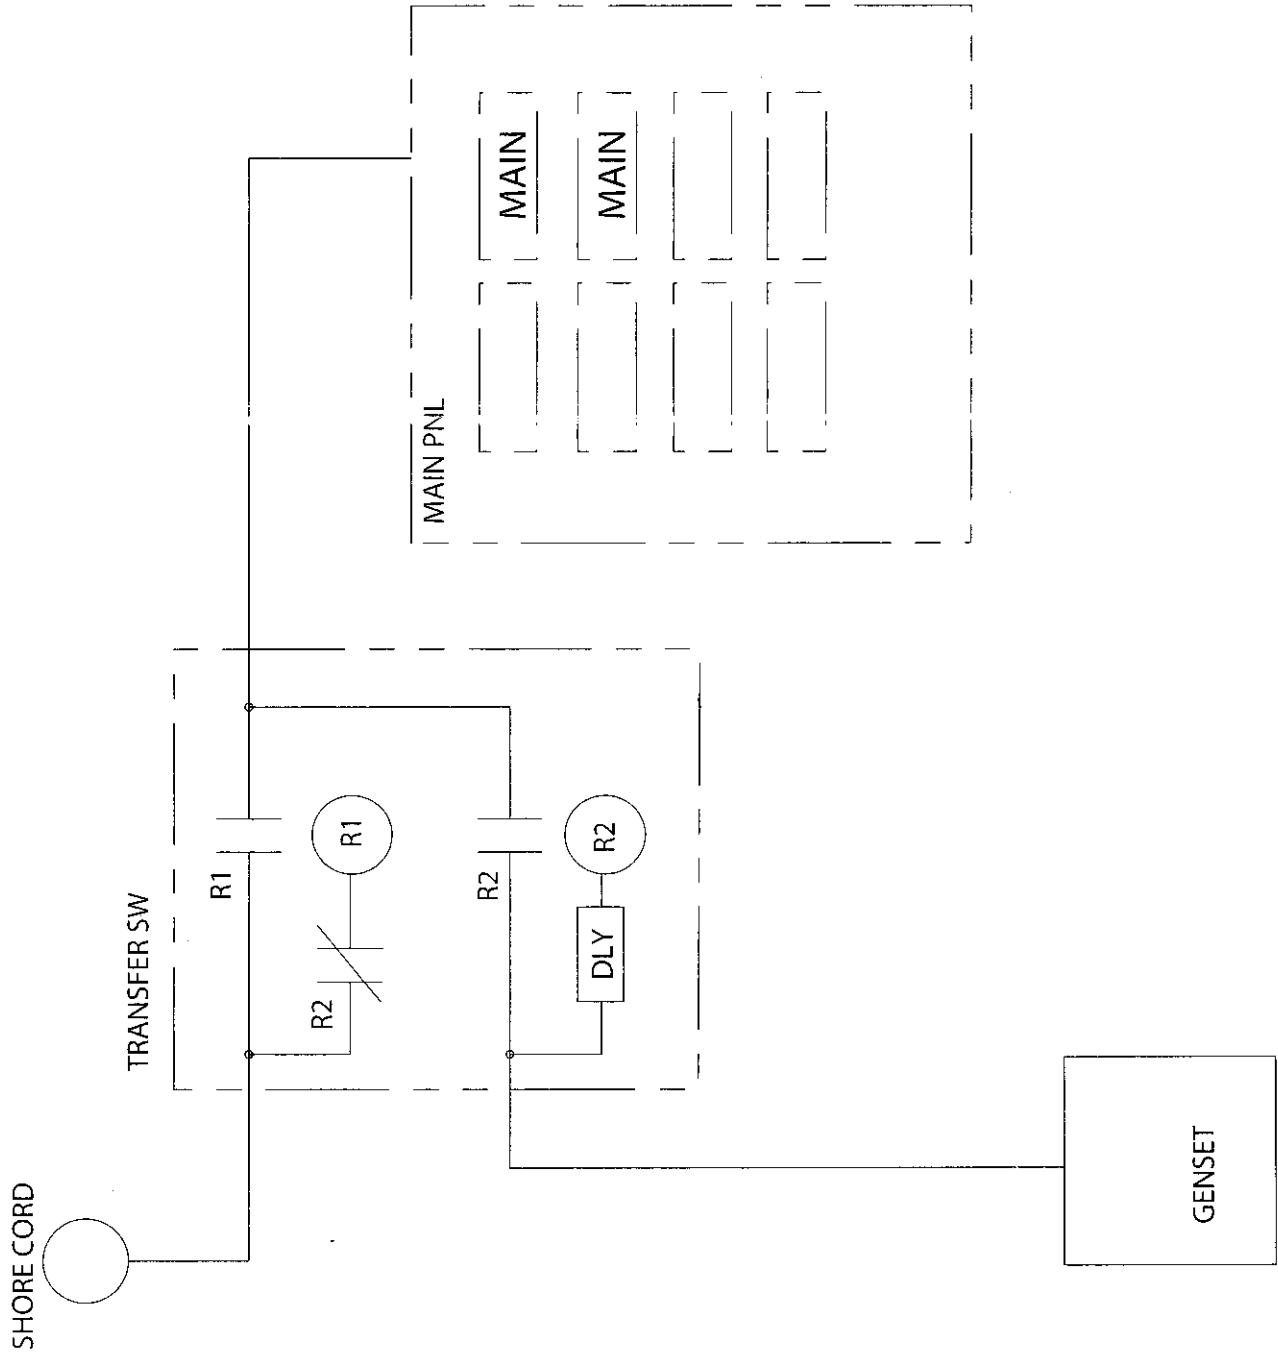 SHORE CORD
TRANSFER SW
R1
R2
R1
R2
DLY
R2
MAIN PNL
MAIN
MAIN
GENSET